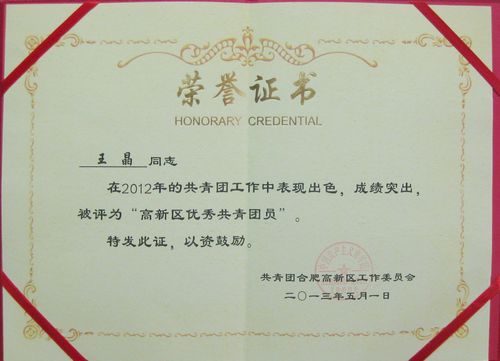 荣誉证书
HONORARY CREDENTIAL
王晶 同志
在2012年的共青团工作中表现出色，成绩突出，
被评为“高新区优秀共青团员”。
特发此证，以资鼓励。
共青团合肥高新区工作委员会
二〇一三年五月一日